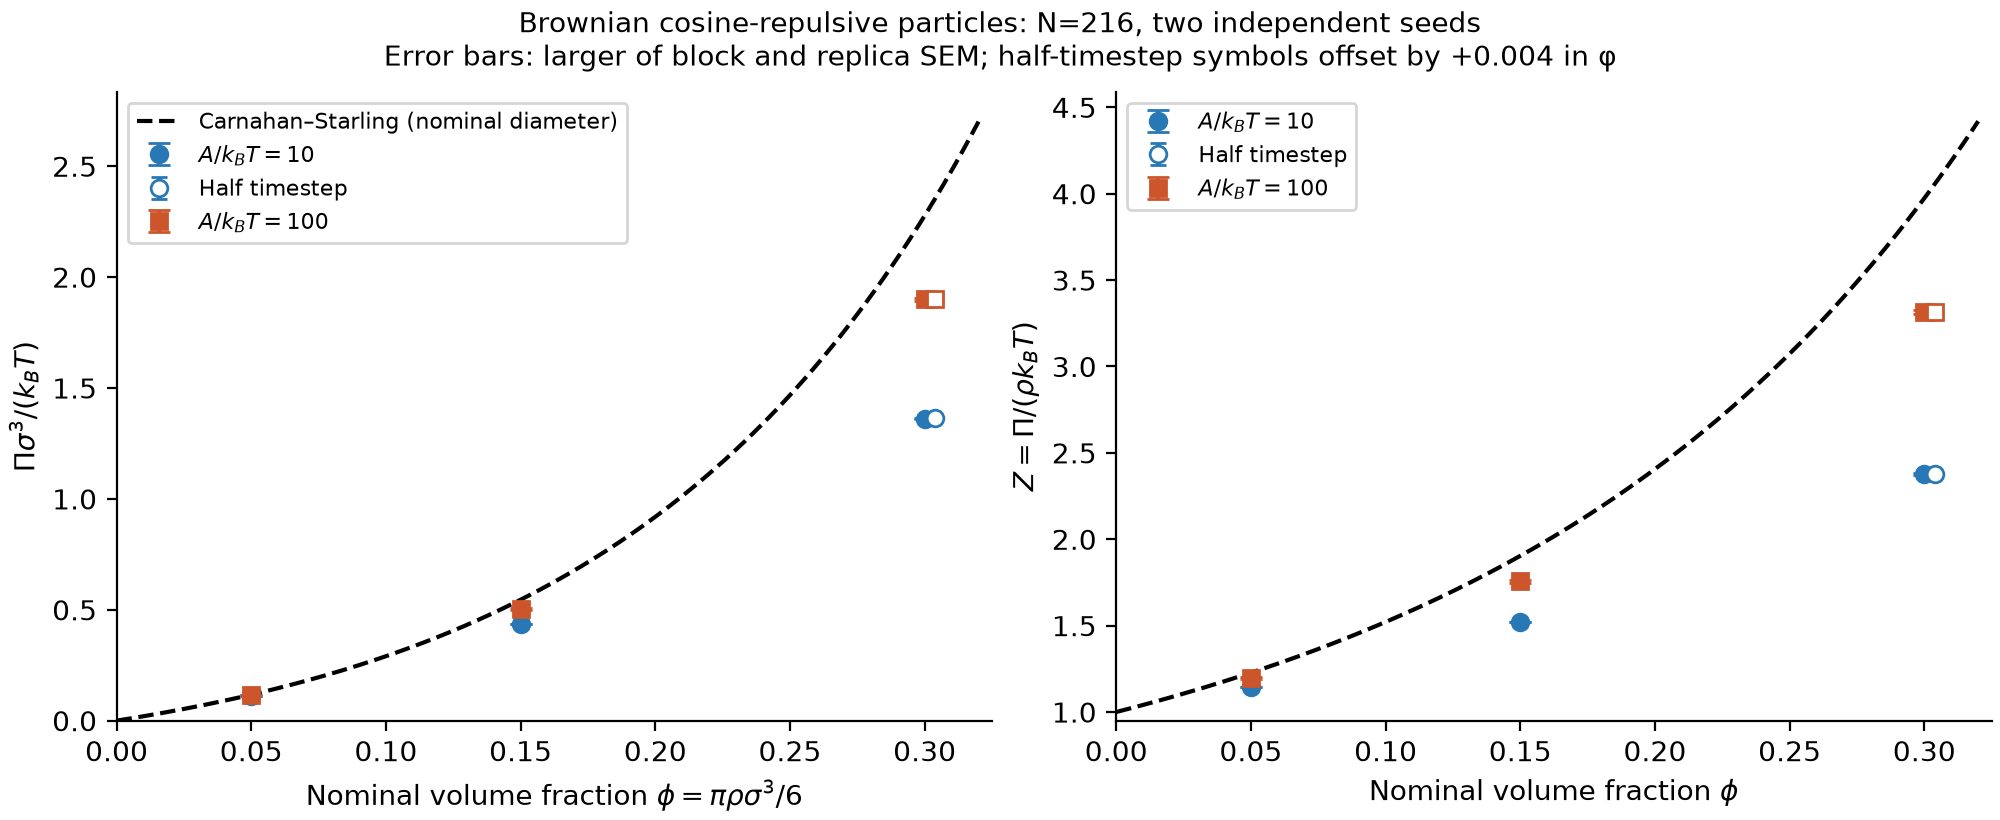 Brownian cosine-repulsive particles: N=216, two independent seeds
Error bars: larger of block and replica SEM; half-timestep symbols offset by +0.004 in φ
Carnahan–Starling (nominal diameter)
A/k_BT = 10
Half timestep
A/k_BT = 100
Πσ³/(k_BT)
2.5
2.0
1.5
1.0
0.5
0.0
0.00 0.05 0.10 0.15 0.20 0.25 0.30
Nominal volume fraction ϕ = πρσ³/6
A/k_BT = 10
Half timestep
A/k_BT = 100
Z = Π/(ρk_BT)
4.5
4.0
3.5
3.0
2.5
2.0
1.5
1.0
0.00 0.05 0.10 0.15 0.20 0.25 0.30
Nominal volume fraction ϕ